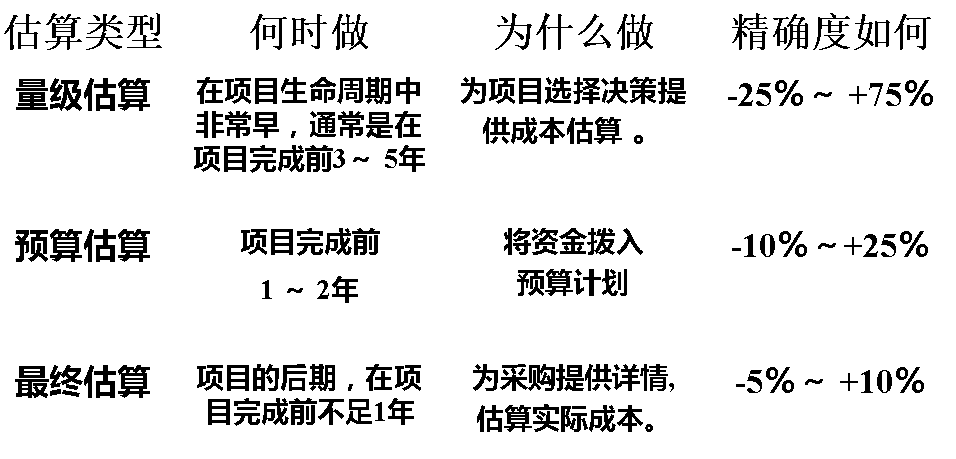 估算类型 何时做 为什么做 精确度如何
量级估算 在项目生命周期中 为项目选择决策提 -25%～ +75%
非常早，通常是在 供成本估算 。
项目完成前3～ 5年
预算估算 项目完成前 将资金拨入 -10%～+25%
1 ～ 2年 预算计划
最终估算 项目的后期，在项 为采购提供详情, -5%～ +10%
目完成前不足1年 估算实际成本。